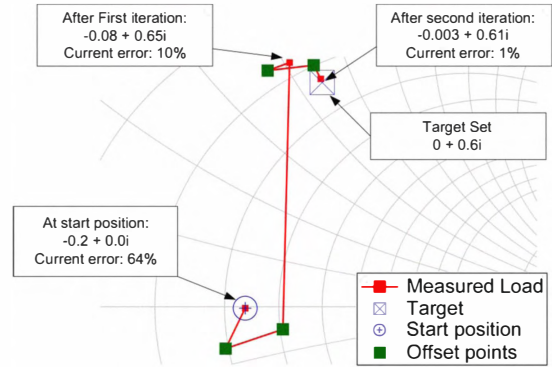 After First iteration:
-0.08 + 0.65i
Current error: 10%
After second iteration:
-0.003 + 0.61i
Current error: 1%
Target Set
0 + 0.6i
At start position:
-0.2 + 0.0i
Current error: 64%
Measured Load
Target
Start position
Offset points